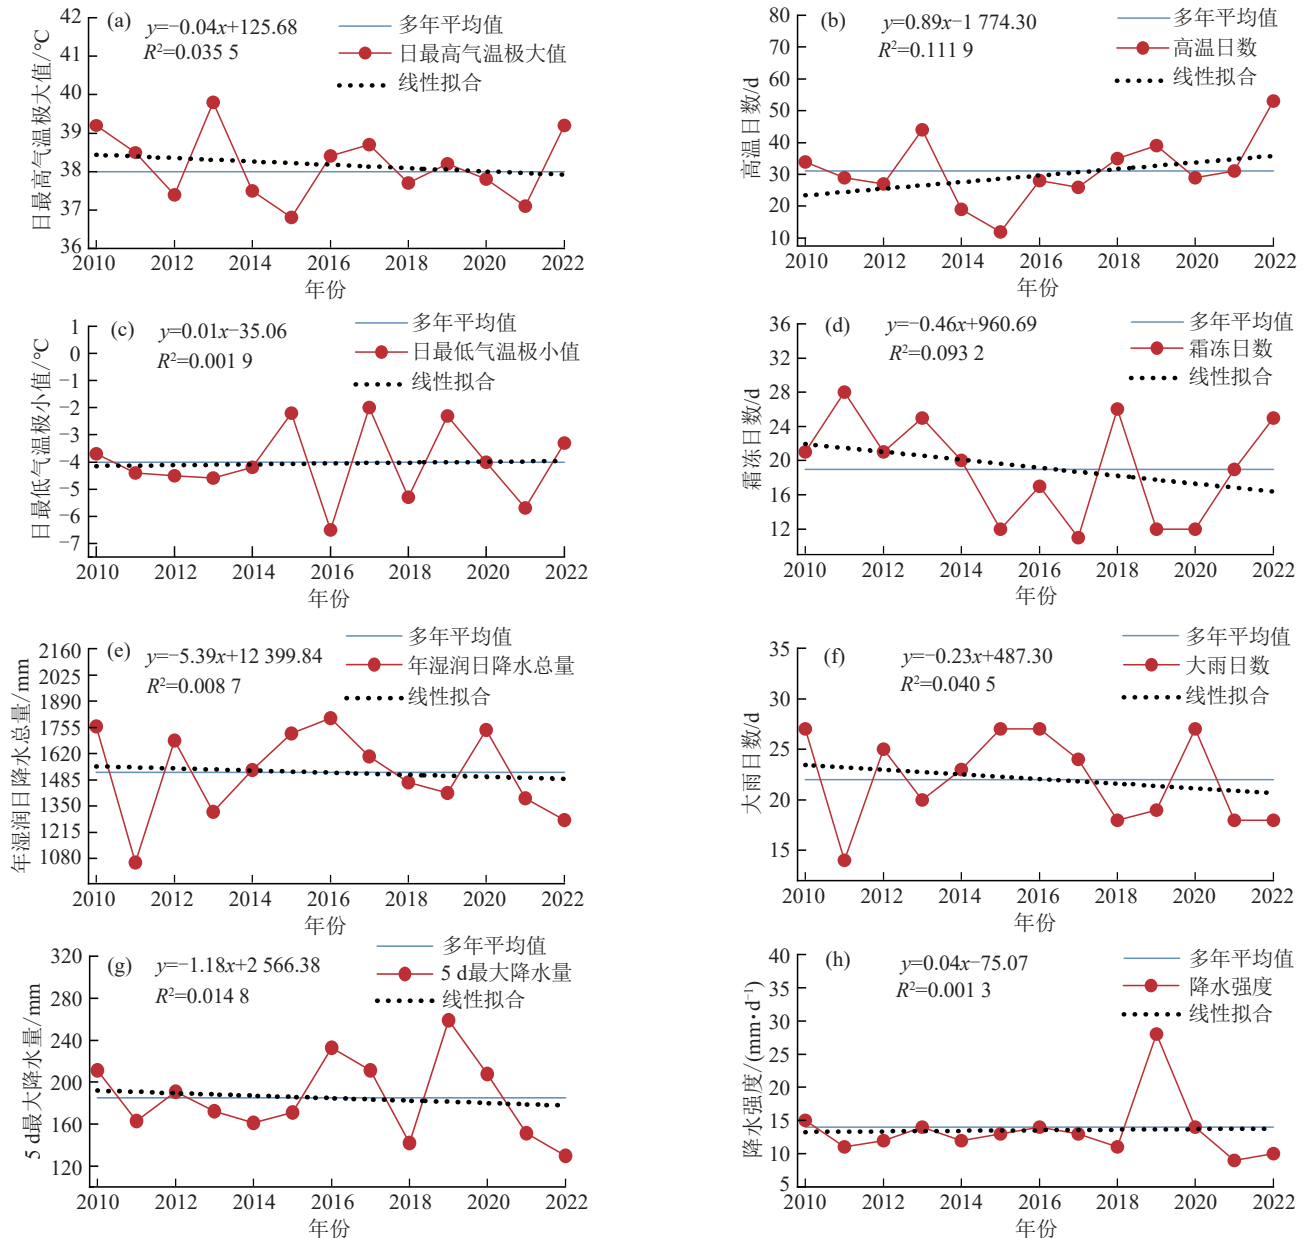 (a)
y=−0.04x+125.68
R²=0.035 5
多年平均值
日最高气温极大值
线性拟合
日最高气温极大值/℃
42
41
40
39
38
37
36
2010 2012 2014 2016 2018 2020 2022
年份
(b)
y=0.89x−1 774.30
R²=0.111 9
多年平均值
高温日数
线性拟合
高温日数/d
80
70
60
50
40
30
20
10
2010 2012 2014 2016 2018 2020 2022
年份
(c)
y=0.01x−35.06
R²=0.001 9
多年平均值
日最低气温极小值
线性拟合
日最低气温极小值/℃
1
0
−1
−2
−3
−4
−5
−6
−7
2010 2012 2014 2016 2018 2020 2022
年份
(d)
y=−0.46x+960.69
R²=0.093 2
多年平均值
霜冻日数
线性拟合
霜冻日数/d
36
32
28
24
20
16
12
2010 2012 2014 2016 2018 2020 2022
年份
(e)
y=−5.39x+12 399.84
R²=0.008 7
多年平均值
年湿润日降水总量
线性拟合
年湿润日降水总量/mm
2160
2025
1890
1755
1620
1485
1350
1215
1080
2010 2012 2014 2016 2018 2020 2022
年份
(f)
y=−0.23x+487.30
R²=0.040 5
多年平均值
大雨日数
线性拟合
大雨日数/d
35
30
25
20
15
2010 2012 2014 2016 2018 2020 2022
年份
(g)
y=−1.18x+2 566.38
R²=0.014 8
多年平均值
5 d最大降水量
线性拟合
5 d最大降水量/mm
320
280
240
200
160
120
2010 2012 2014 2016 2018 2020 2022
年份
(h)
y=0.04x−75.07
R²=0.001 3
多年平均值
降水强度
线性拟合
降水强度/(mm·d⁻¹)
40
35
30
25
20
15
10
5
2010 2012 2014 2016 2018 2020 2022
年份